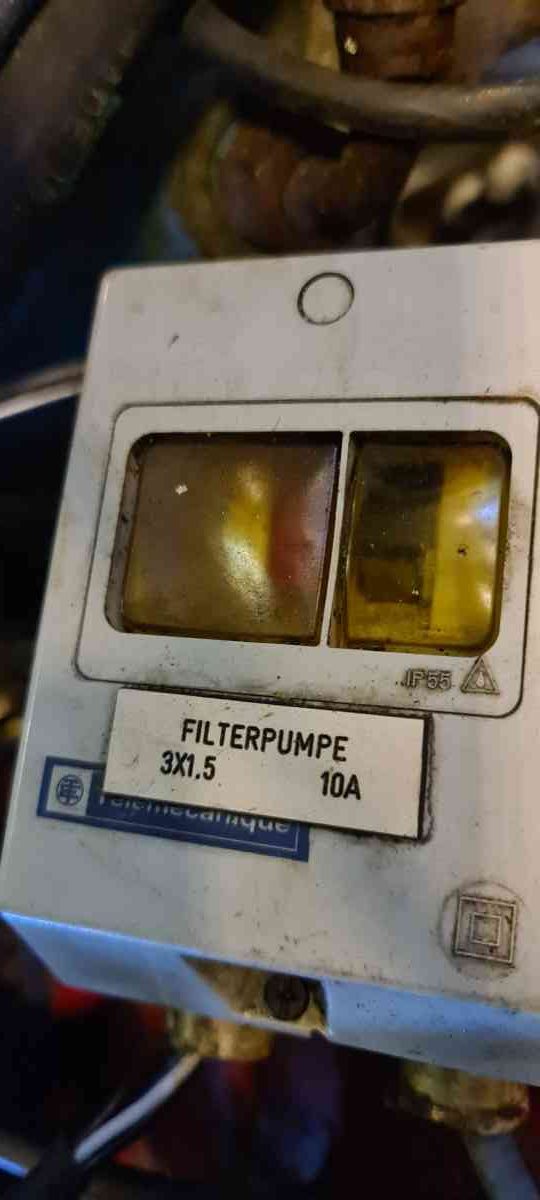 IP55
FILTERPUMPE
3X1.5 10A
Telemecanique